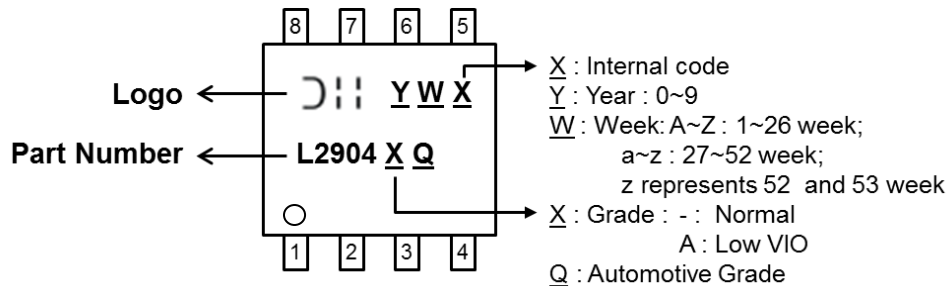 8 7 6 5
Logo
Y W X
Part Number
L2904 X Q
1 2 3 4
X : Internal code
Y : Year : 0~9
W : Week: A~Z : 1~26 week;
a~z : 27~52 week;
z represents 52 and 53 week
X : Grade : - : Normal
A : Low VIO
Q : Automotive Grade